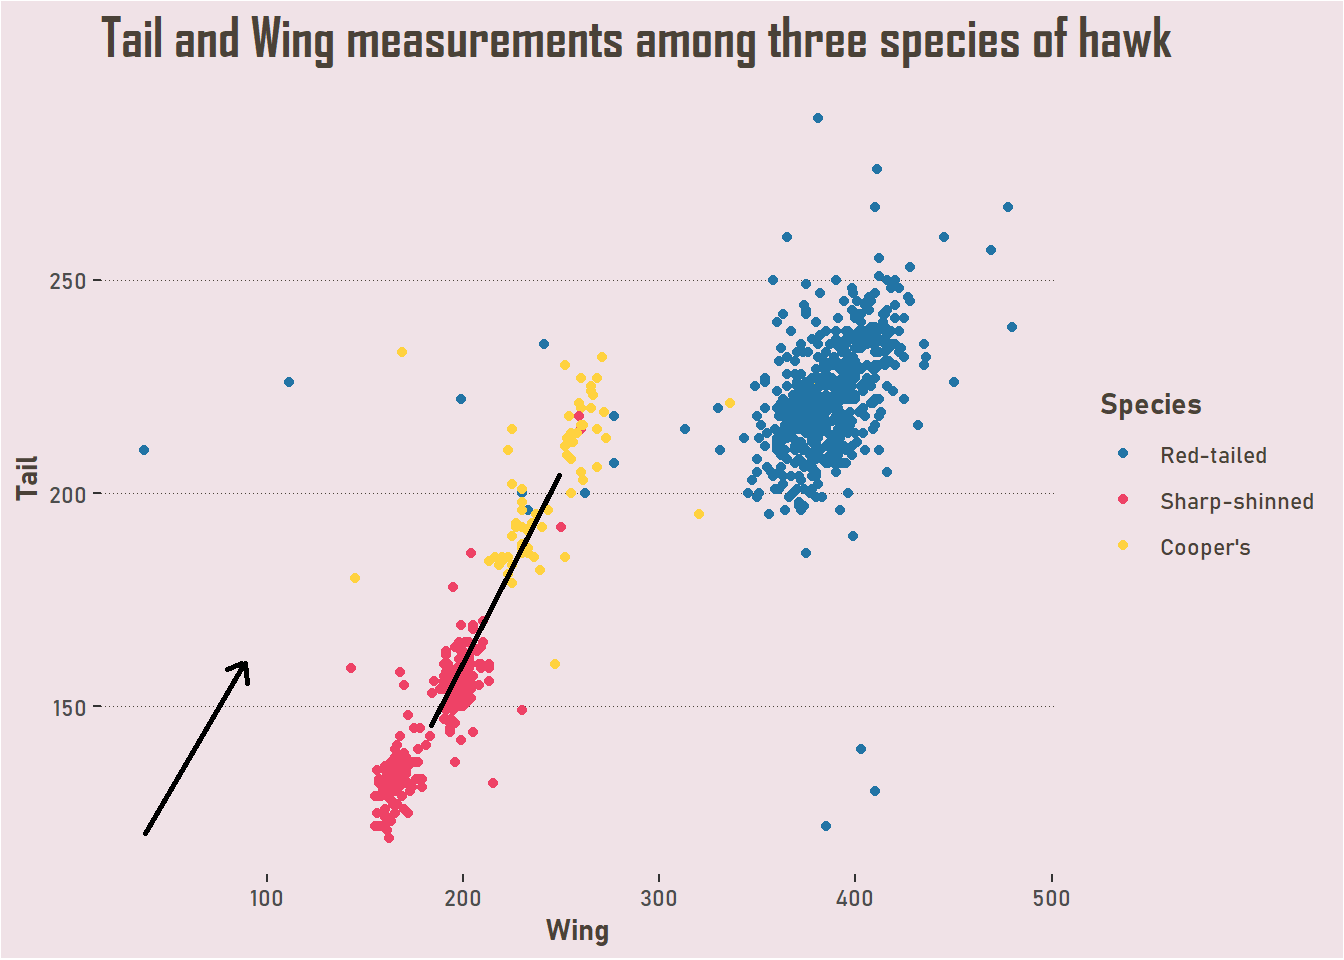 Tail and Wing measurements among three species of hawk
250
200
150
Tail
100 200 300 400 500
Wing
Species
Red-tailed
Sharp-shinned
Cooper's